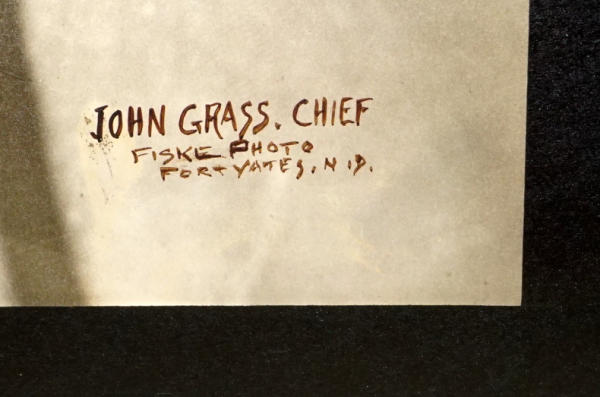 JOHN GRASS. CHIEF
FISKE PHOTO
FORT YATES, N.D.